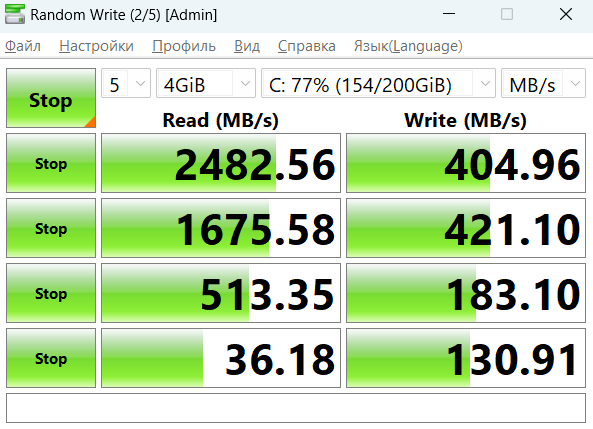 Random Write (2/5) [Admin]
Файл Настройки Профиль Вид Справка Язык(Language)
Stop 5 4GiB C: 77% (154/200GiB) MB/s
Read (MB/s) Write (MB/s)
Stop 2482.56 404.96
Stop 1675.58 421.10
Stop 513.35 183.10
Stop 36.18 130.91